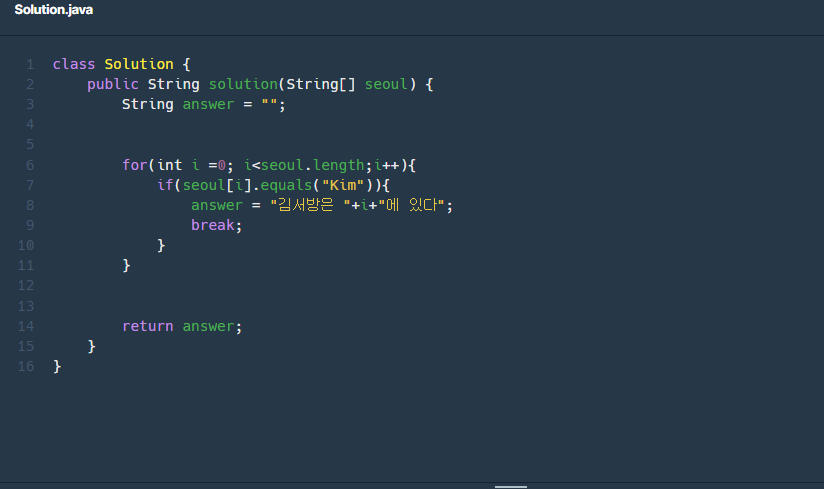 Solution.java
1 class Solution {
2 public String solution(String[] seoul) {
3 String answer = "";
4
5
6 for(int i =0; i<seoul.length;i++){
7 if(seoul[i].equals("Kim")){
8 answer = "김서방은 "+i+"에 있다";
9 break;
10 }
11 }
12
13
14 return answer;
15 }
16 }